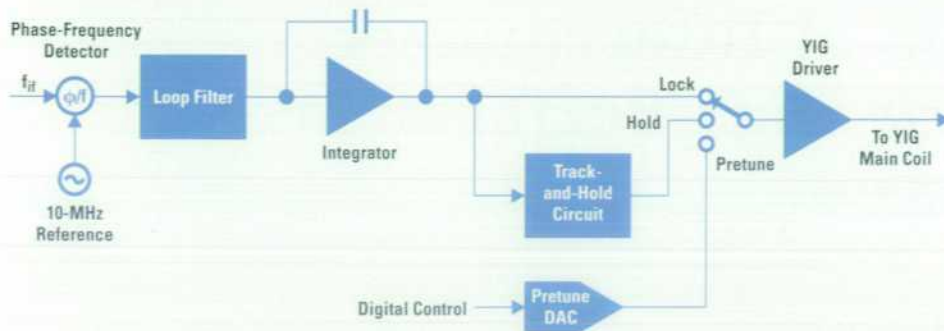 Phase-Frequency
Detector
fif
φ/f
Loop Filter
Integrator
10-MHz
Reference
Lock
Hold
Pretune
YIG
Driver
To YIG
Main Coil
Track-
and-Hold
Circuit
Digital Control
Pretune
DAC